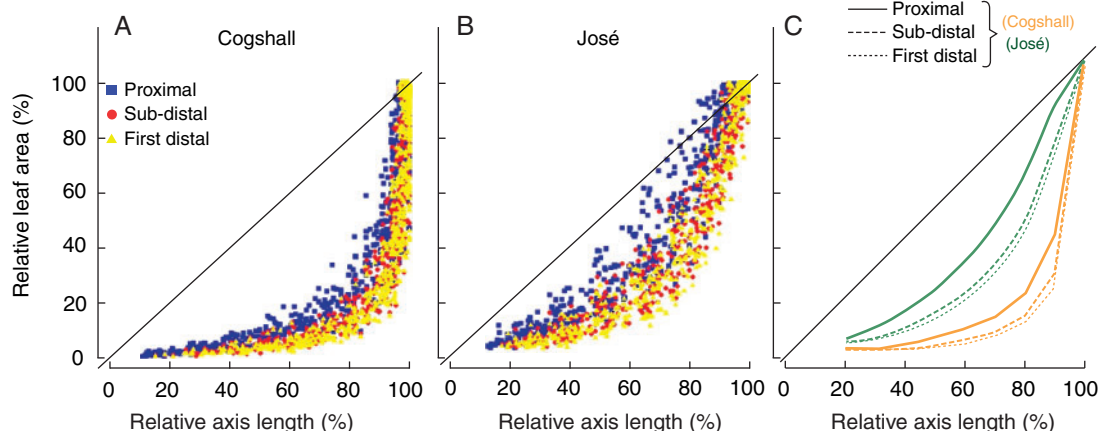 A
Cogshall
B
José
C
Proximal
Sub-distal
First distal
(Cogshall)
(José)
Relative leaf area (%)
100
80
60
40
20
0
Proximal
Sub-distal
First distal
0 20 40 60 80 100
0 20 40 60 80 100
0 20 40 60 80 100
Relative axis length (%)
Relative axis length (%)
Relative axis length (%)